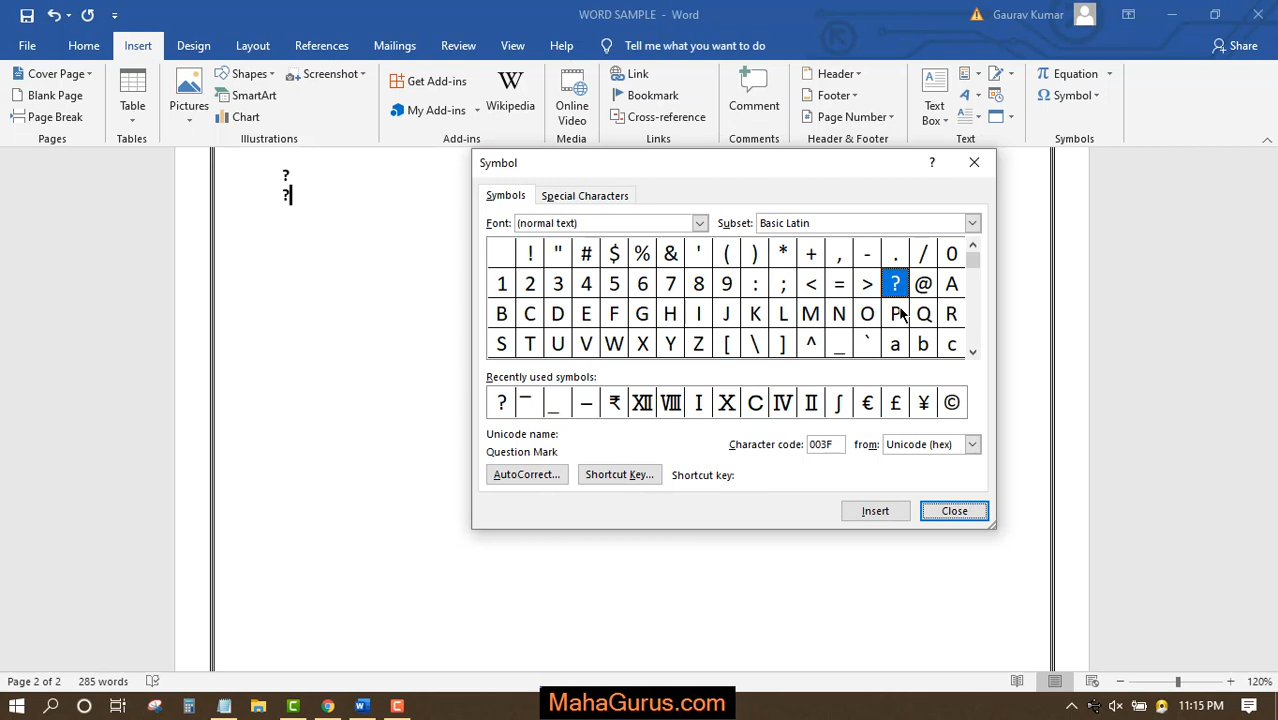 WORD SAMPLE - Word
Gaurav Kumar
File Home Insert Design Layout References Mailings Review View Help Tell me what you want to do Share
Cover Page
Blank Page
Page Break
Pages
Table
Tables
Pictures
Shapes
SmartArt
Chart
Screenshot
Illustrations
Get Add-ins
My Add-ins
Wikipedia
Add-ins
Online
Video
Media
Link
Bookmark
Cross-reference
Links
Comment
Comments
Header
Footer
Page Number
Header & Footer
Text
Box
Text
Equation
Symbol
Symbols
?
?
Symbol
? ×
Symbols Special Characters
Font: (normal text) Subset: Basic Latin
! " # $ % & ' ( ) * + , - . / 0
1 2 3 4 5 6 7 8 9 : ; < = > ? @ A
B C D E F G H I J K L M N O P Q R
S T U V W X Y Z [ \ ] ^ _ ` a b c
Recently used symbols:
? ¯ _ – ₹ Ⅻ Ⅷ Ⅰ Ⅹ Ⅽ Ⅳ Ⅱ ∫ € £ ¥ ©
Unicode name:
Question Mark
Character code: 003F from: Unicode (hex)
AutoCorrect... Shortcut Key... Shortcut key:
Insert Close
Page 2 of 2 285 words 120%
MahaGurus.com
11:15 PM